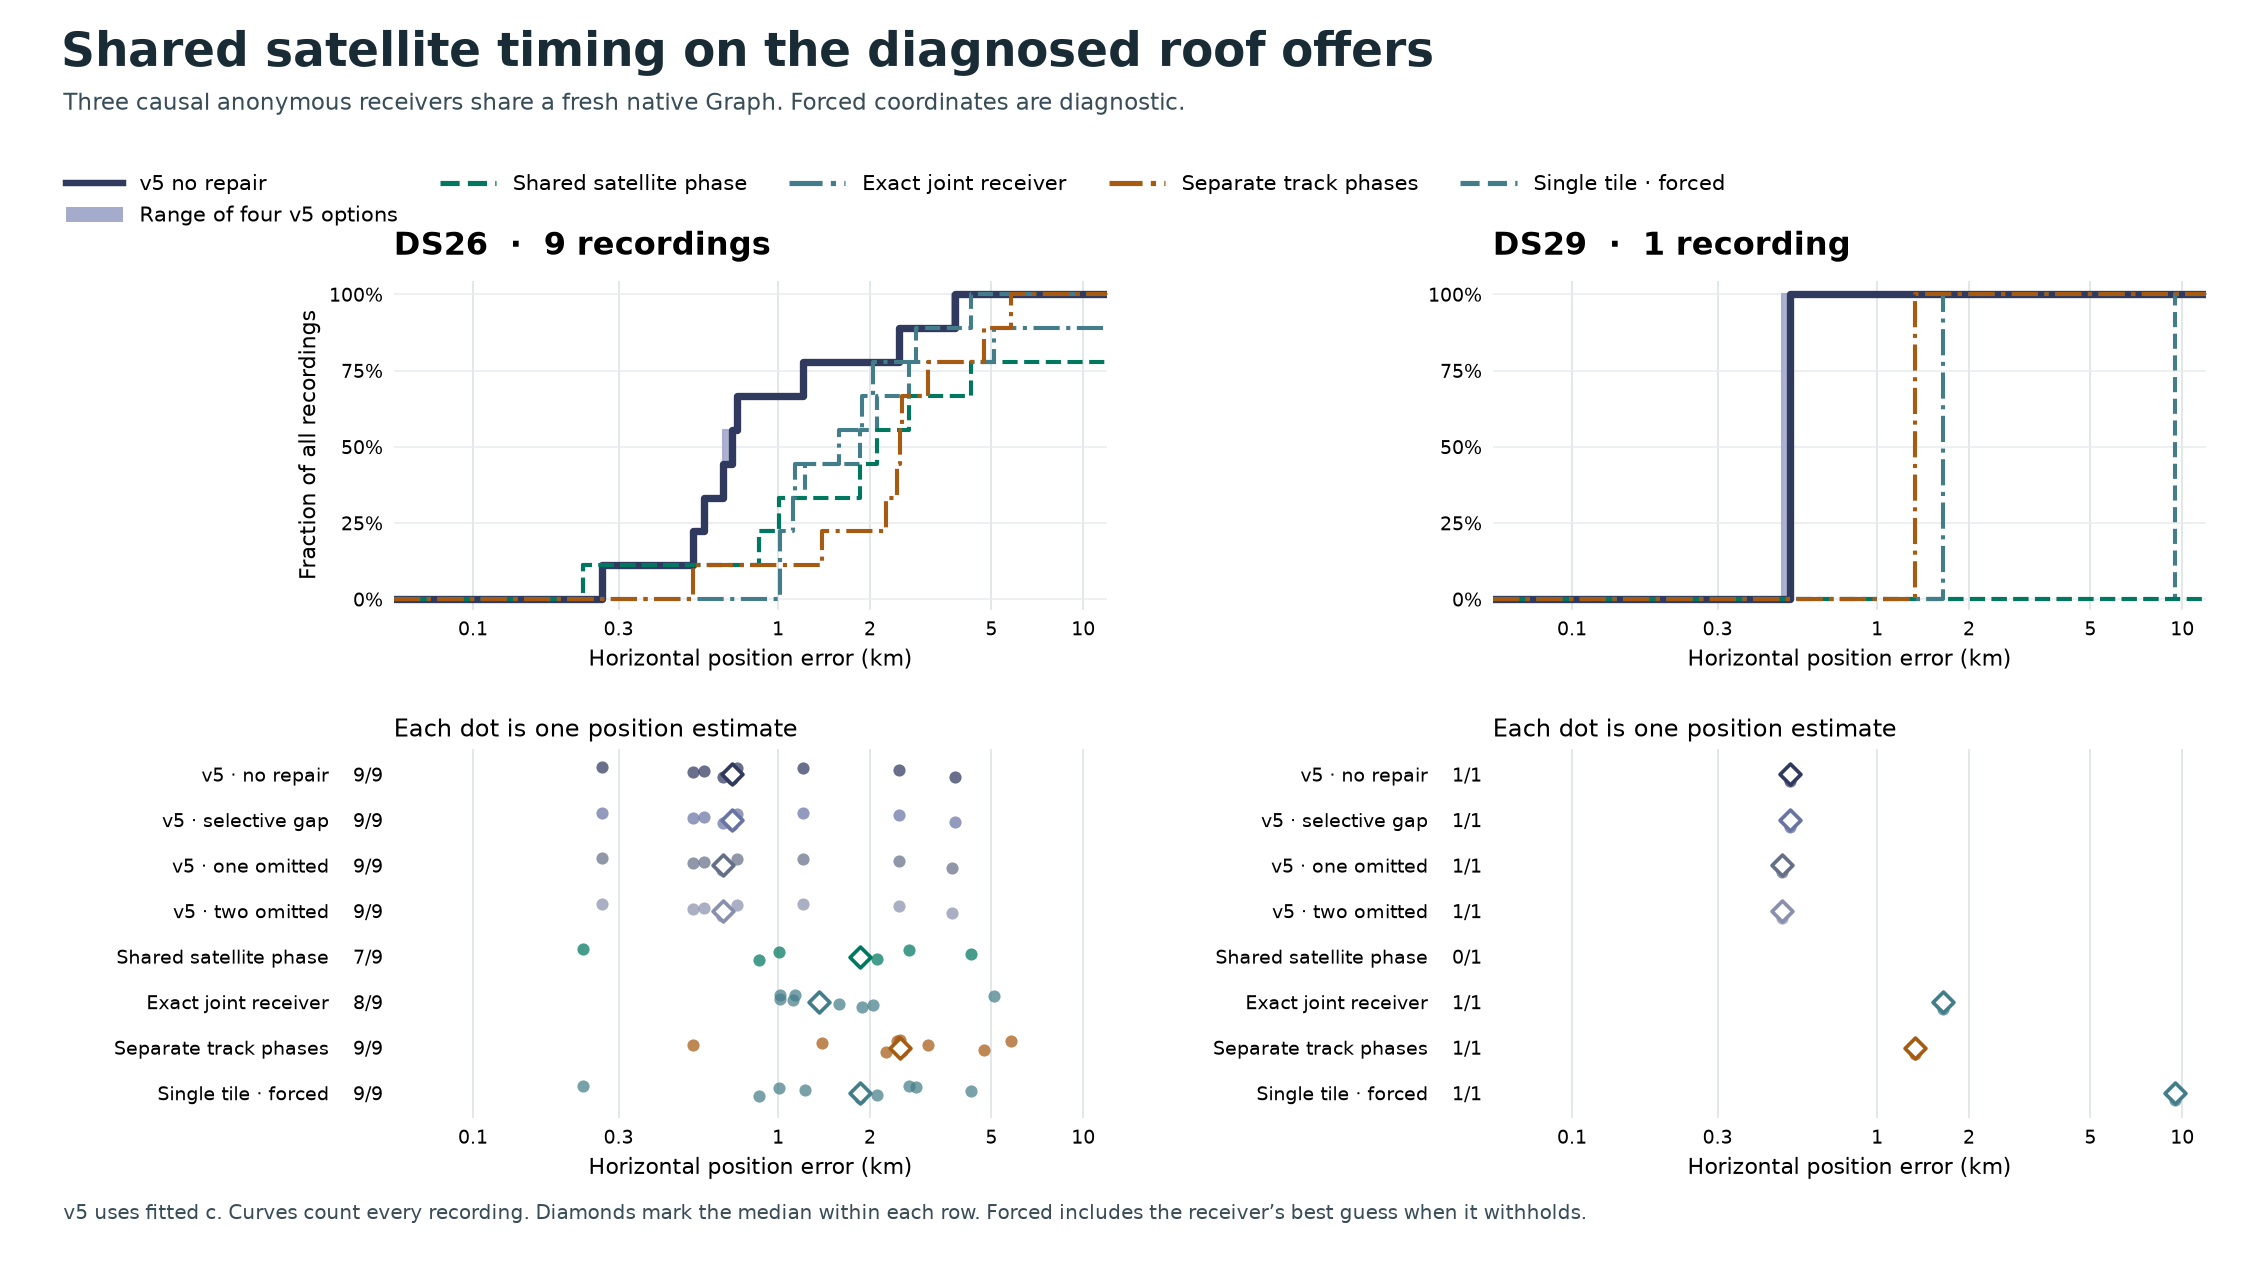 Shared satellite timing on the diagnosed roof offers
Three causal anonymous receivers share a fresh native Graph. Forced coordinates are diagnostic.
v5 no repair
Range of four v5 options
Shared satellite phase
Exact joint receiver
Separate track phases
Single tile · forced
DS26 · 9 recordings
Fraction of all recordings
100%
75%
50%
25%
0%
0.1 0.3 1 2 5 10
Horizontal position error (km)
DS29 · 1 recording
100%
75%
50%
25%
0%
0.1 0.3 1 2 5 10
Horizontal position error (km)
Each dot is one position estimate
v5 · no repair 9/9
v5 · selective gap 9/9
v5 · one omitted 9/9
v5 · two omitted 9/9
Shared satellite phase 7/9
Exact joint receiver 8/9
Separate track phases 9/9
Single tile · forced 9/9
0.1 0.3 1 2 5 10
Horizontal position error (km)
Each dot is one position estimate
v5 · no repair 1/1
v5 · selective gap 1/1
v5 · one omitted 1/1
v5 · two omitted 1/1
Shared satellite phase 0/1
Exact joint receiver 1/1
Separate track phases 1/1
Single tile · forced 1/1
0.1 0.3 1 2 5 10
Horizontal position error (km)
v5 uses fitted c. Curves count every recording. Diamonds mark the median within each row. Forced includes the receiver’s best guess when it withholds.